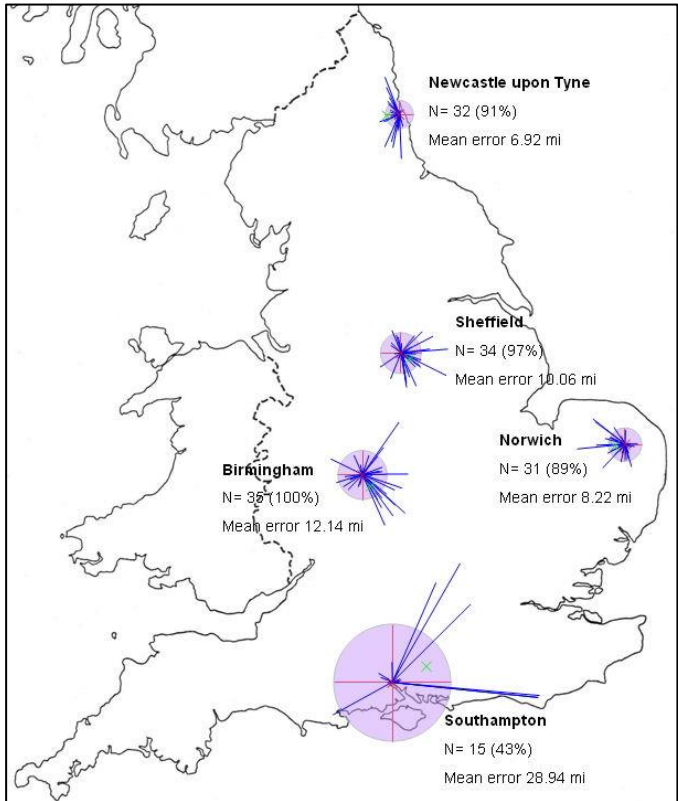 Newcastle upon Tyne
N= 32 (91%)
Mean error 6.92 mi
Sheffield
N= 34 (97%)
Mean error 10.06 mi
Norwich
N= 31 (89%)
Mean error 8.22 mi
Birmingham
N= 35 (100%)
Mean error 12.14 mi
Southampton
N= 15 (43%)
Mean error 28.94 mi